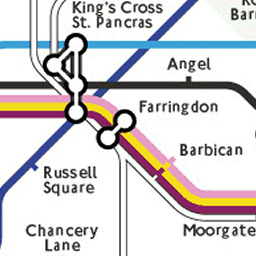 King's Cross
St. Pancras
Angel
Farringdon
Barbican
Russell
Square
Chancery
Lane
Moorgate